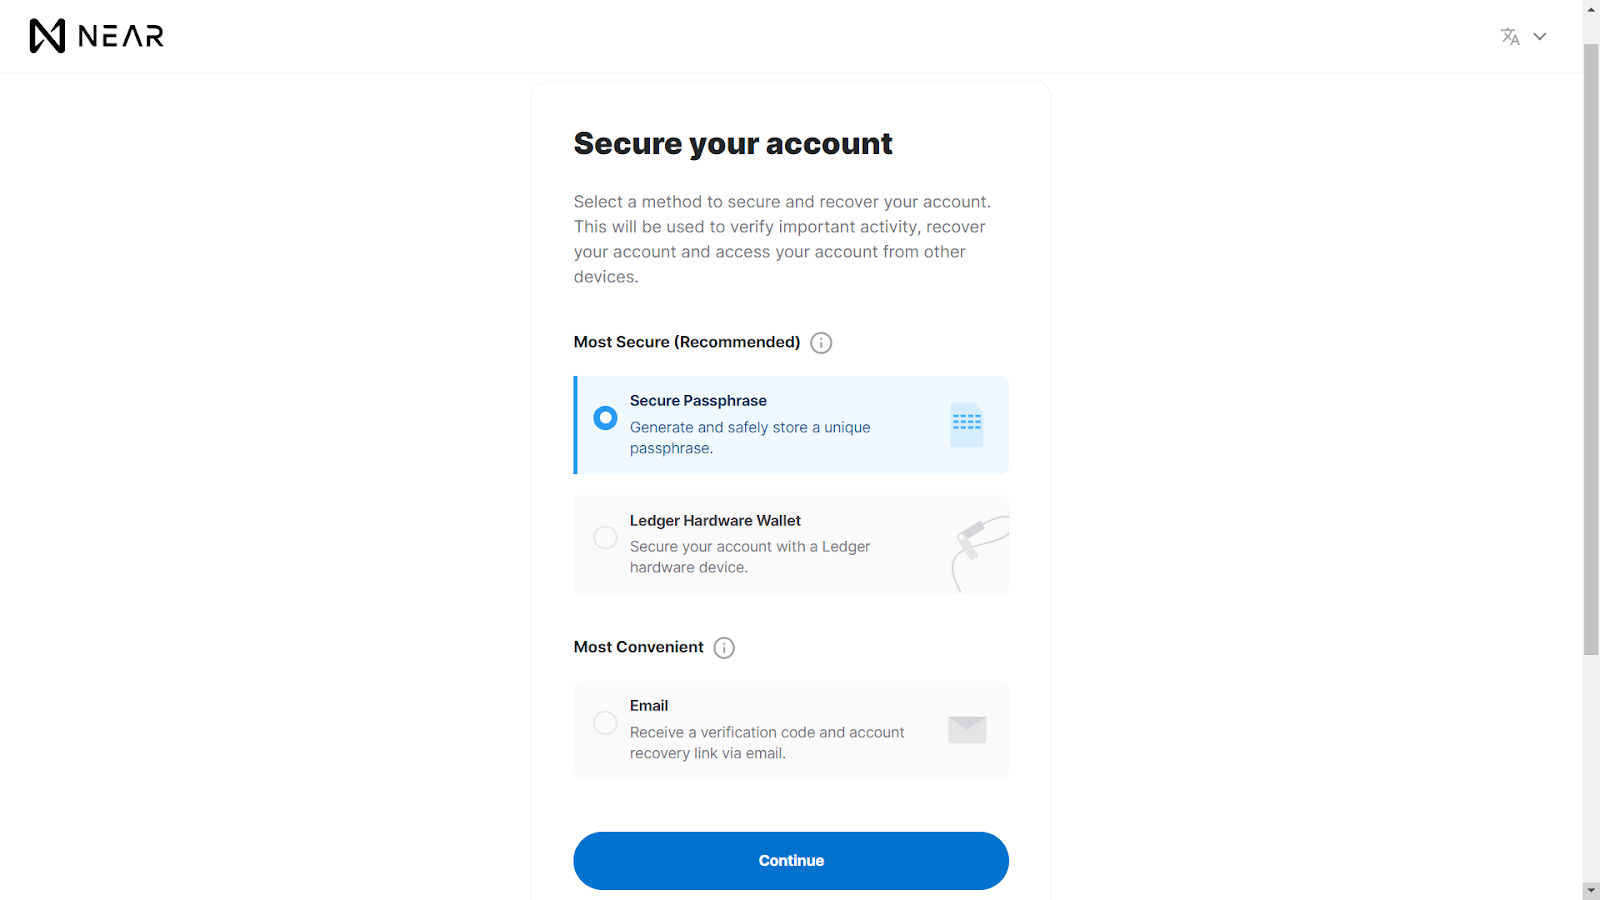 NEAR
Secure your account
Select a method to secure and recover your account.
This will be used to verify important activity, recover
your account and access your account from other
devices.
Most Secure (Recommended)
Secure Passphrase
Generate and safely store a unique
passphrase.
Ledger Hardware Wallet
Secure your account with a Ledger
hardware device.
Most Convenient
Email
Receive a verification code and account
recovery link via email.
Continue